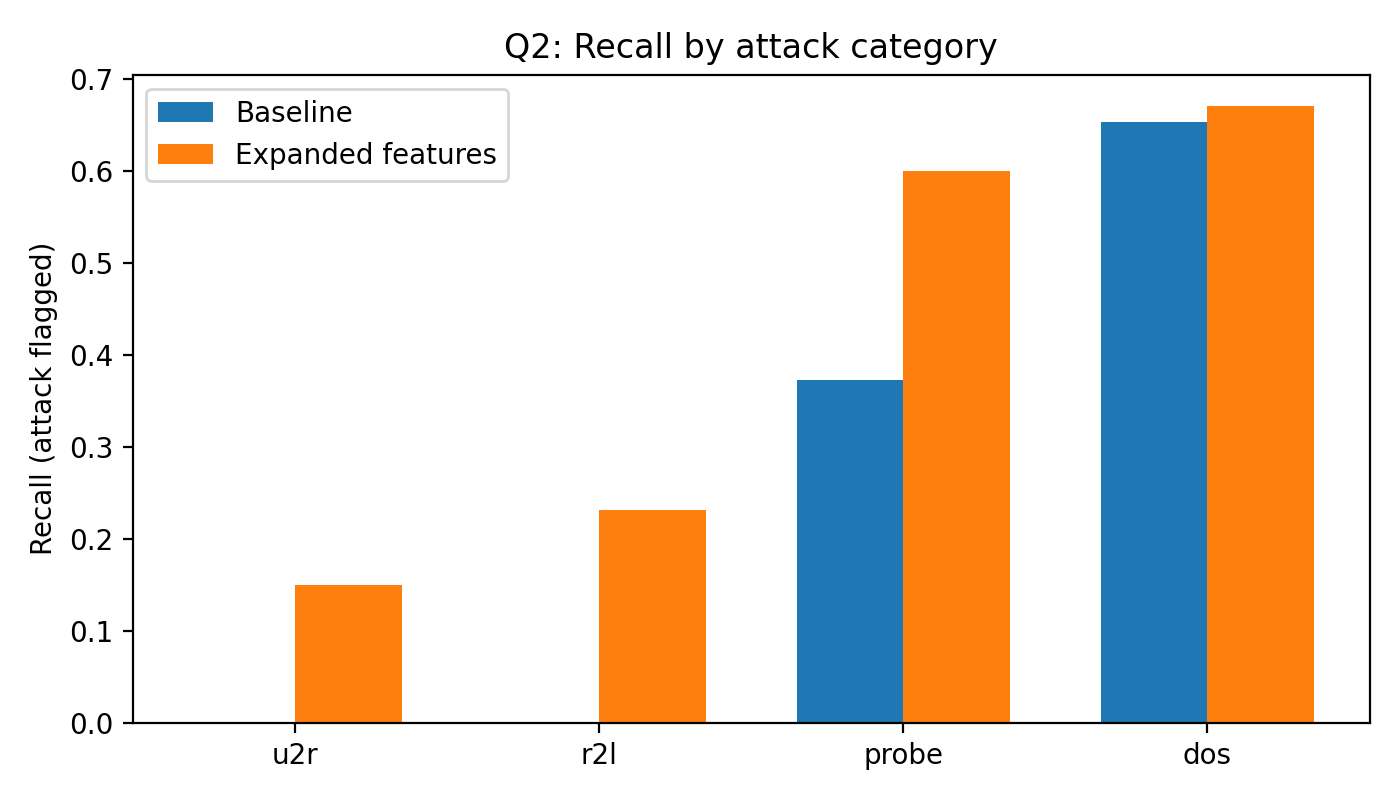 Q2: Recall by attack category
Baseline
Expanded features
Recall (attack flagged)
0.7
0.6
0.5
0.4
0.3
0.2
0.1
0.0
u2r
r2l
probe
dos